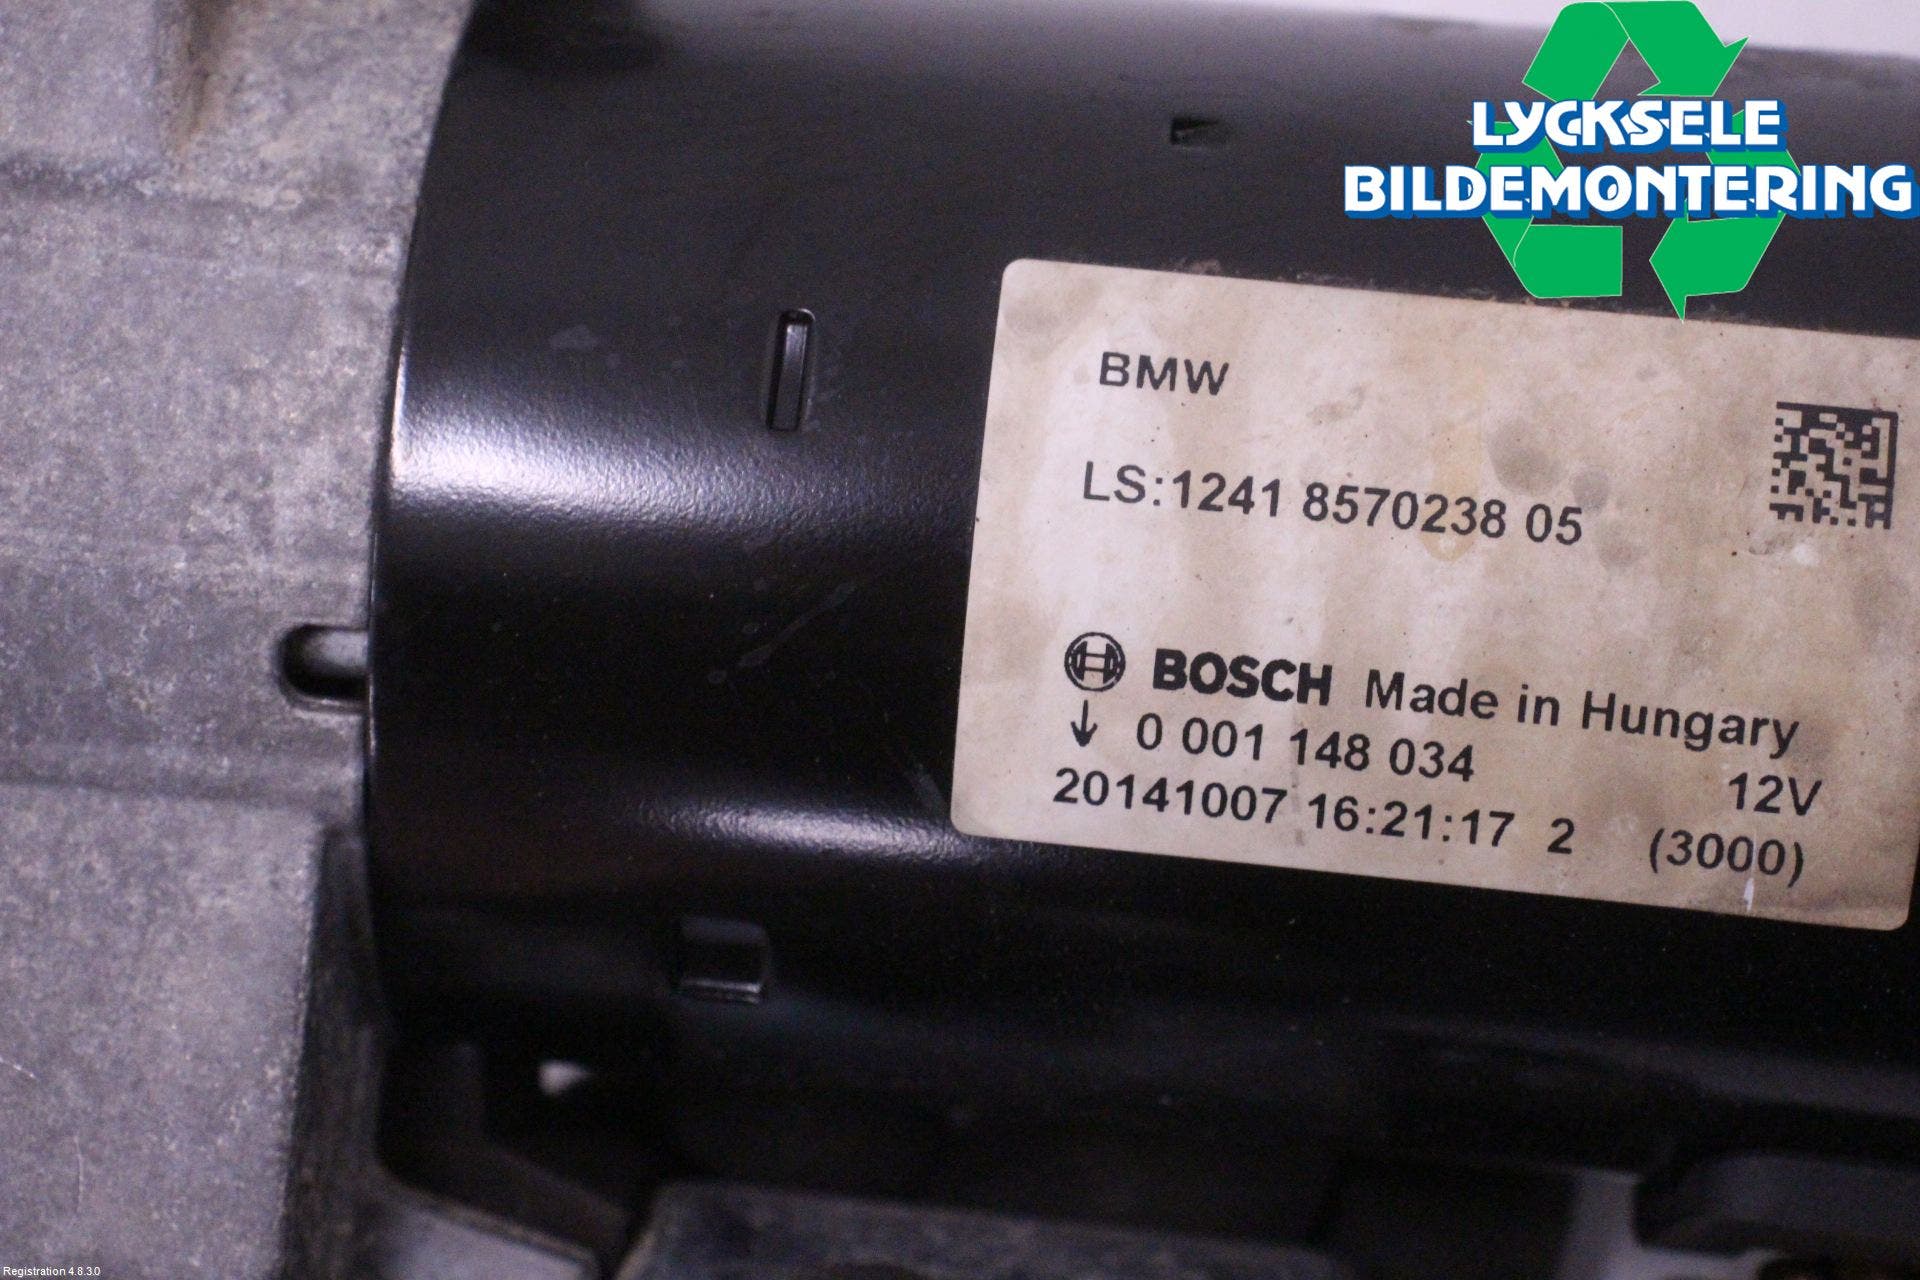 LYCKSELE
BILDEMONTERING
BMW
LS:1241 8570238 05
BOSCH Made in Hungary
↓ 0 001 148 034 12V
20141007 16:21:17 2 (3000)
Registration 4.8.3.0